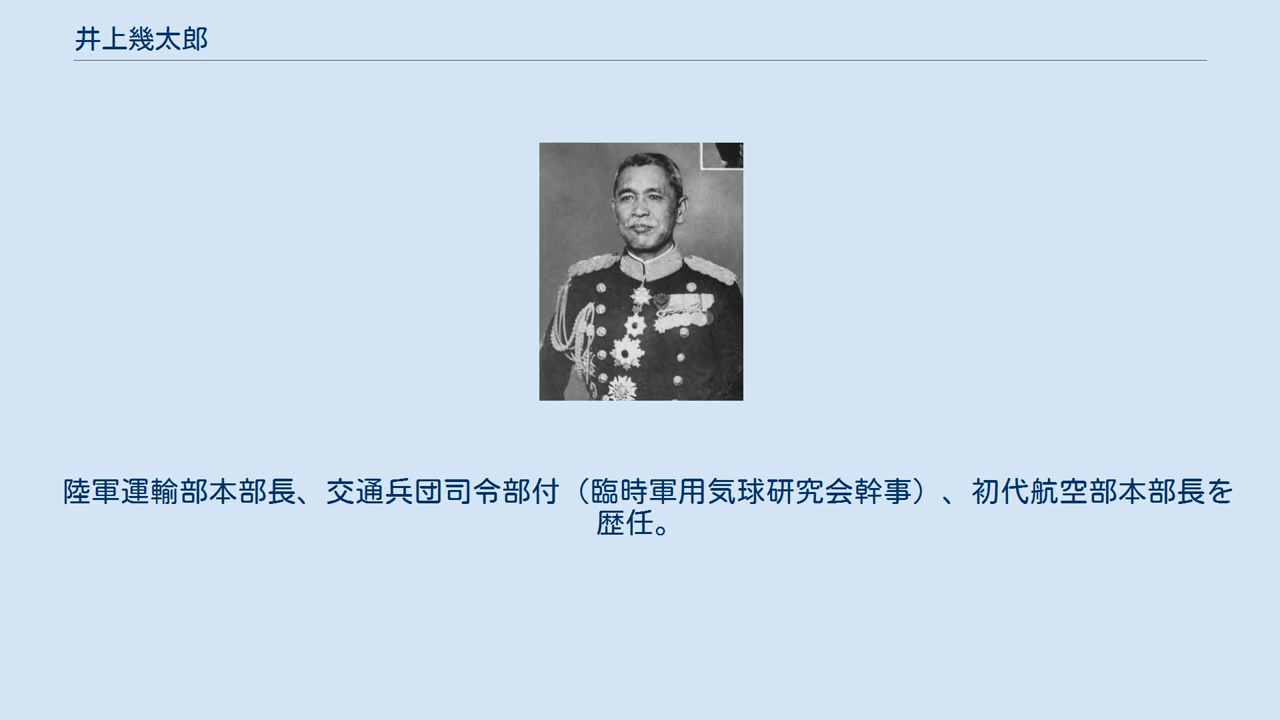 井上幾太郎
陸軍運輸部本部長、交通兵団司令部付（臨時軍用気球研究会幹事）、初代航空部本部長を
歴任。